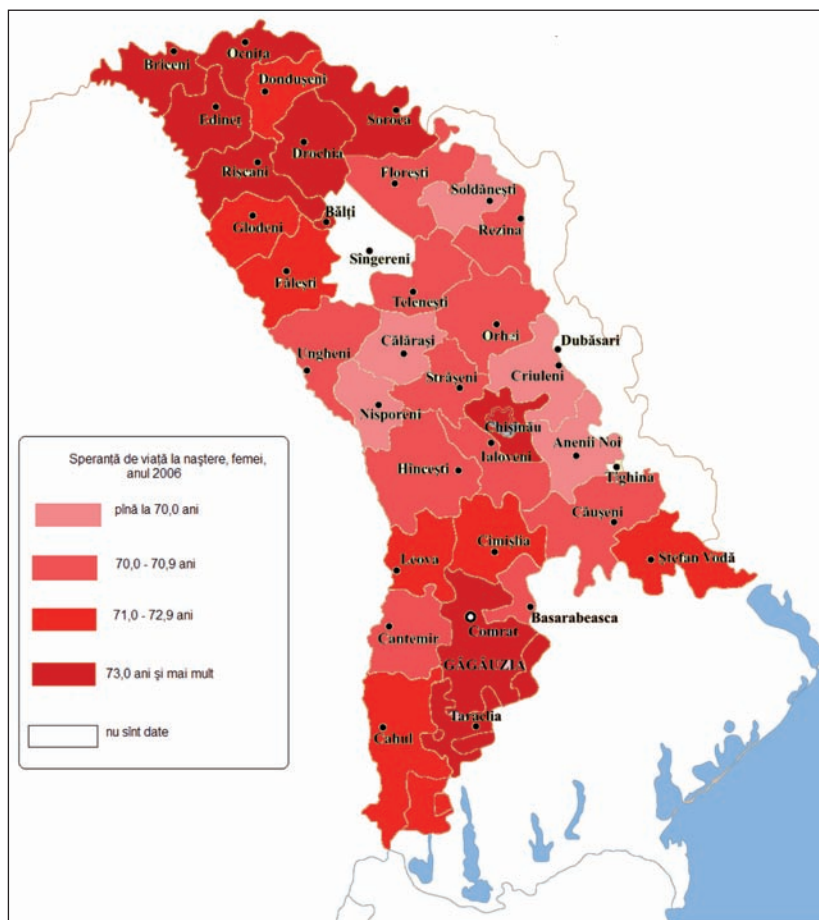 Ocnița
Briceni
Dondușeni
Edineț
Soroca
Drochia
Rîșcani
Florești
Șoldănești
Bălți
Rezina
Glodeni
Sîngereni
Fălești
Telenești
Orhei
Dubăsari
Călărași
Ungheni
Criuleni
Strășeni
Nisporeni
Chișinău
Anenii Noi
Ialoveni
Hîncești
Tighina
Căușeni
Cimișlia
Ștefan Vodă
Leova
Basarabeasca
Comrat
Cantemir
GĂGĂUZIA
Taraclia
Cahul
Speranță de viață la naștere, femei,
anul 2006
pînă la 70,0 ani
70,0 - 70,9 ani
71,0 - 72,9 ani
73,0 ani și mai mult
nu sînt date